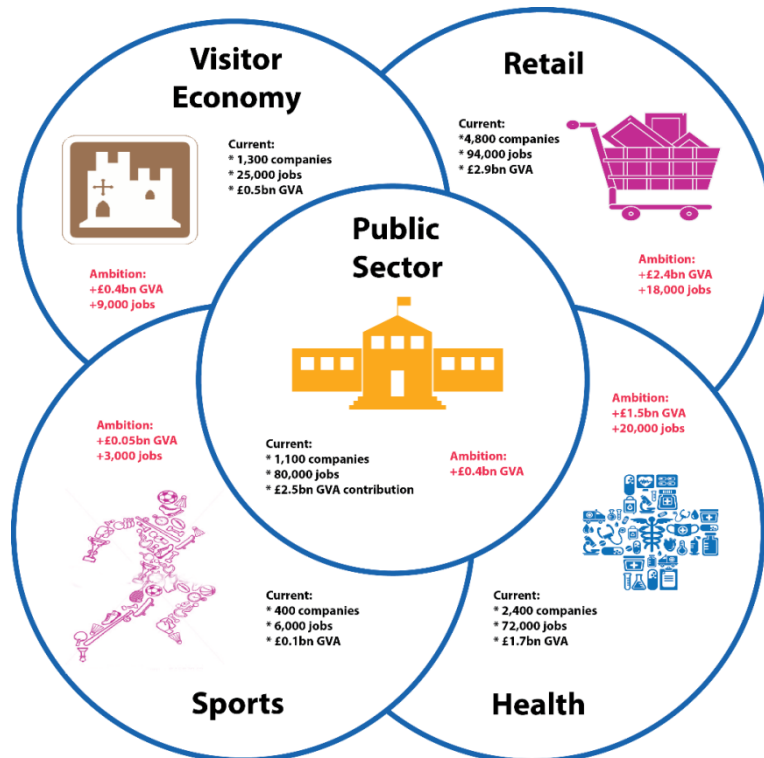 Visitor
Economy
Current:
* 1,300 companies
* 25,000 jobs
* £0.5bn GVA
Ambition:
+£0.4bn GVA
+9,000 jobs
Retail
Current:
*4,800 companies
* 94,000 jobs
* £2.9bn GVA
Ambition:
+£2.4bn GVA
+18,000 jobs
Public
Sector
Current:
* 1,100 companies
* 80,000 jobs
* £2.5bn GVA contribution
Ambition:
+£0.4bn GVA
Ambition:
+£0.05bn GVA
+3,000 jobs
Current:
* 400 companies
* 6,000 jobs
* £0.1bn GVA
Sports
Ambition:
+£1.5bn GVA
+20,000 jobs
Current:
* 2,400 companies
* 72,000 jobs
* £1.7bn GVA
Health